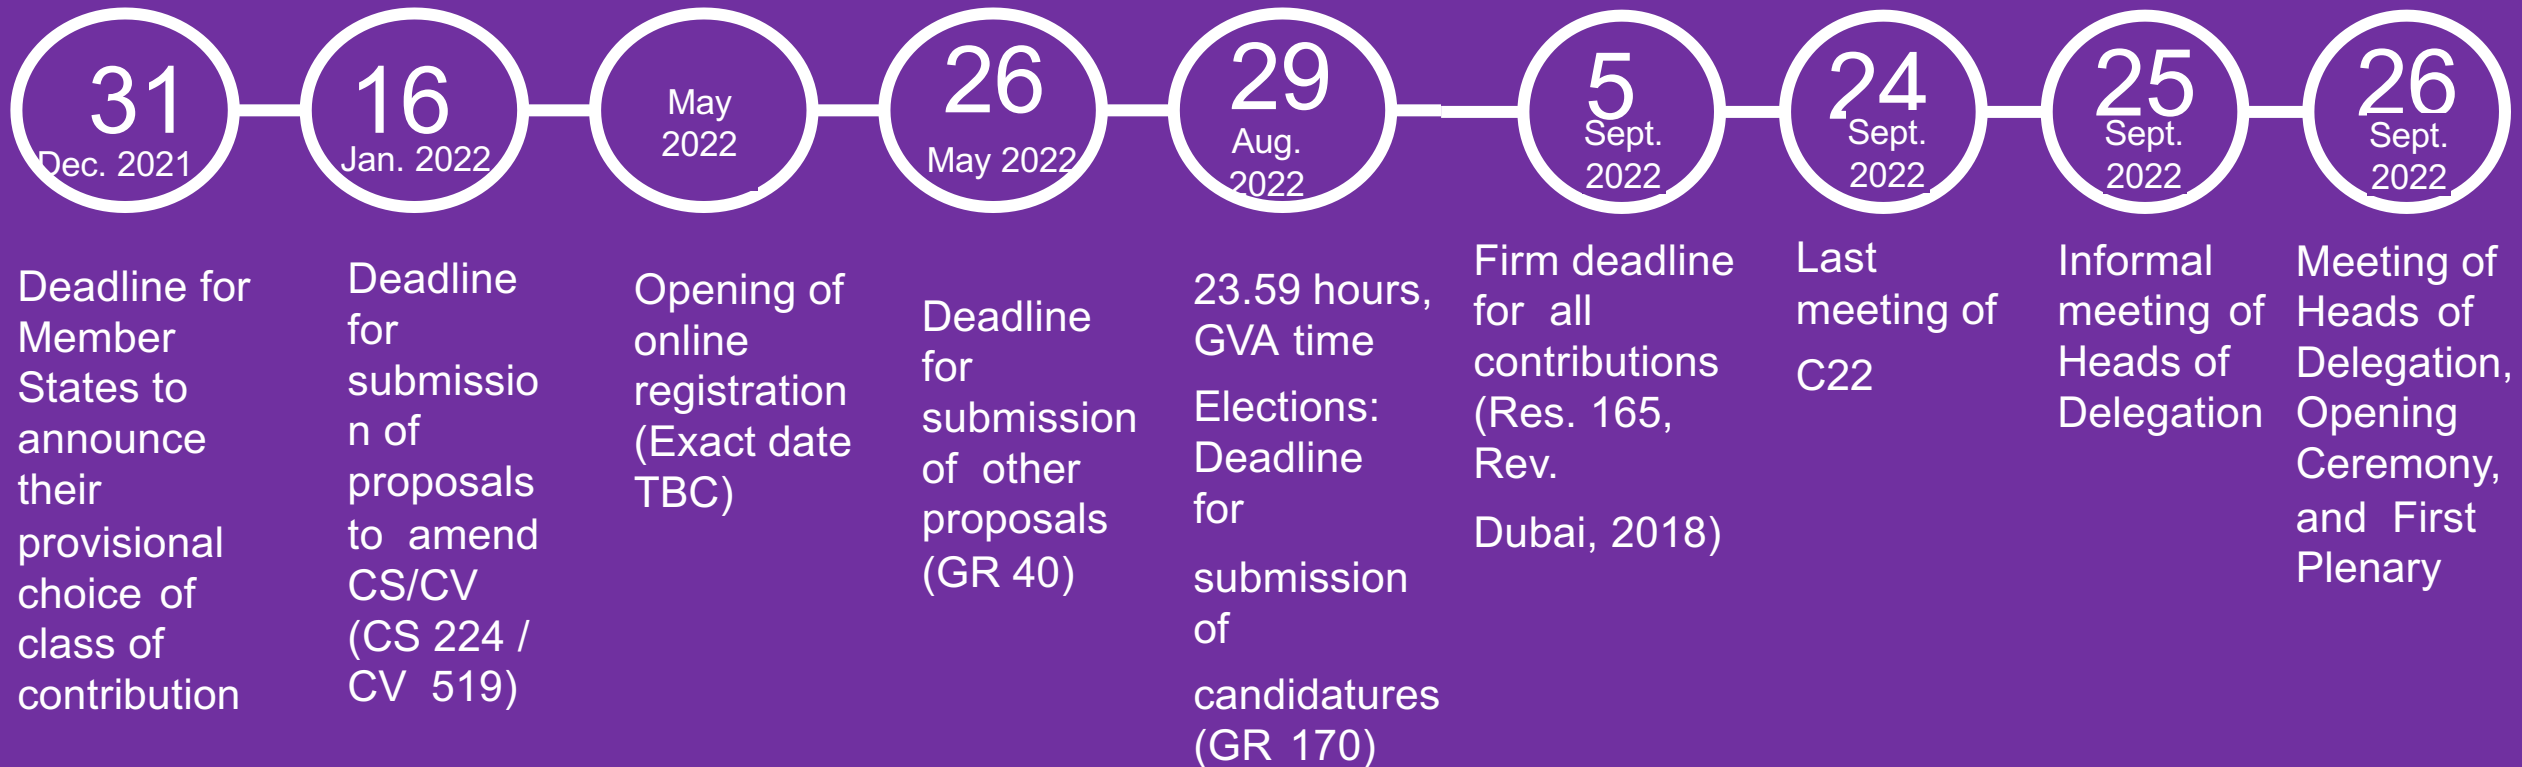 31
Dec. 2021
Deadline for
Member
States to
announce
their
provisional
choice of
class of
contribution
16
Jan. 2022
Deadline
for
submissio
n of
proposals
to amend
CS/CV
(CS 224 /
CV 519)
May
2022
Opening of
online
registration
(Exact date
TBC)
26
May 2022
Deadline
for
submission
of other
proposals
(GR 40)
29
Aug.
2022
23.59 hours,
GVA time
Elections:
Deadline
for
submission
of
candidatures
(GR 170)
5
Sept.
2022
Firm deadline
for all
contributions
(Res. 165,
Rev.
Dubai, 2018)
24
Sept.
2022
Last
meeting of
C22
25
Sept.
2022
Informal
meeting of
Heads of
Delegation
26
Sept.
2022
Meeting of
Heads of
Delegation,
Opening
Ceremony,
and First
Plenary